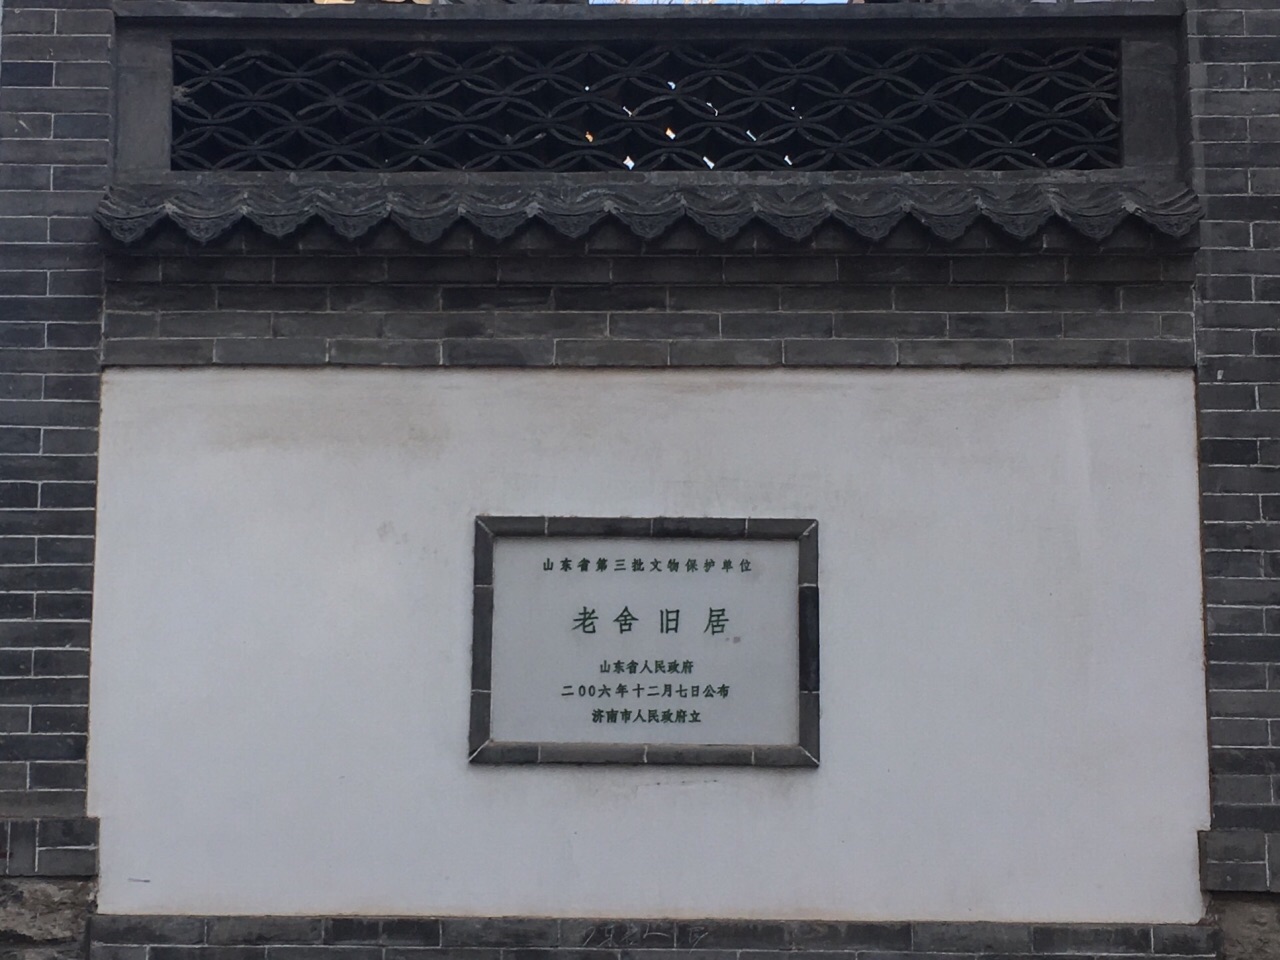 山东省第三批文物保护单位
老舍旧居
山东省人民政府
二00六年十二月七日公布
济南市人民政府立